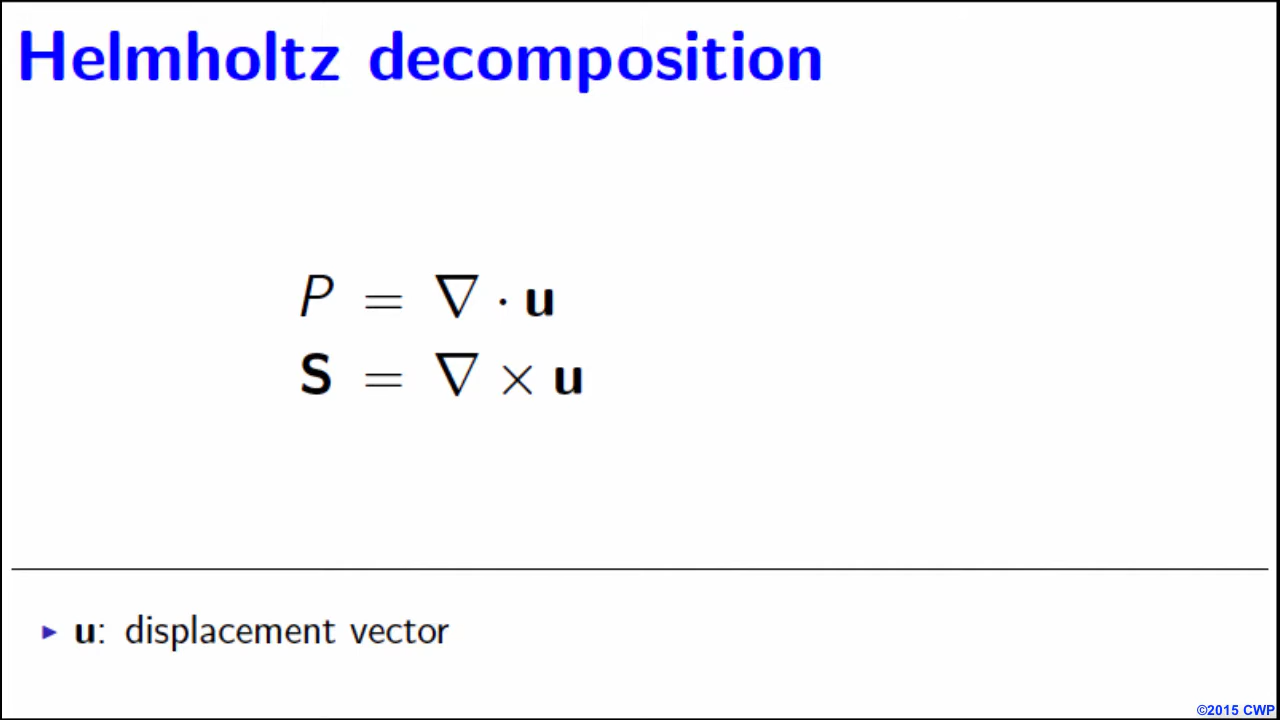 Helmholtz decomposition
P = ∇ · u
S = ∇ × u
▸ u: displacement vector
©2015 CWP